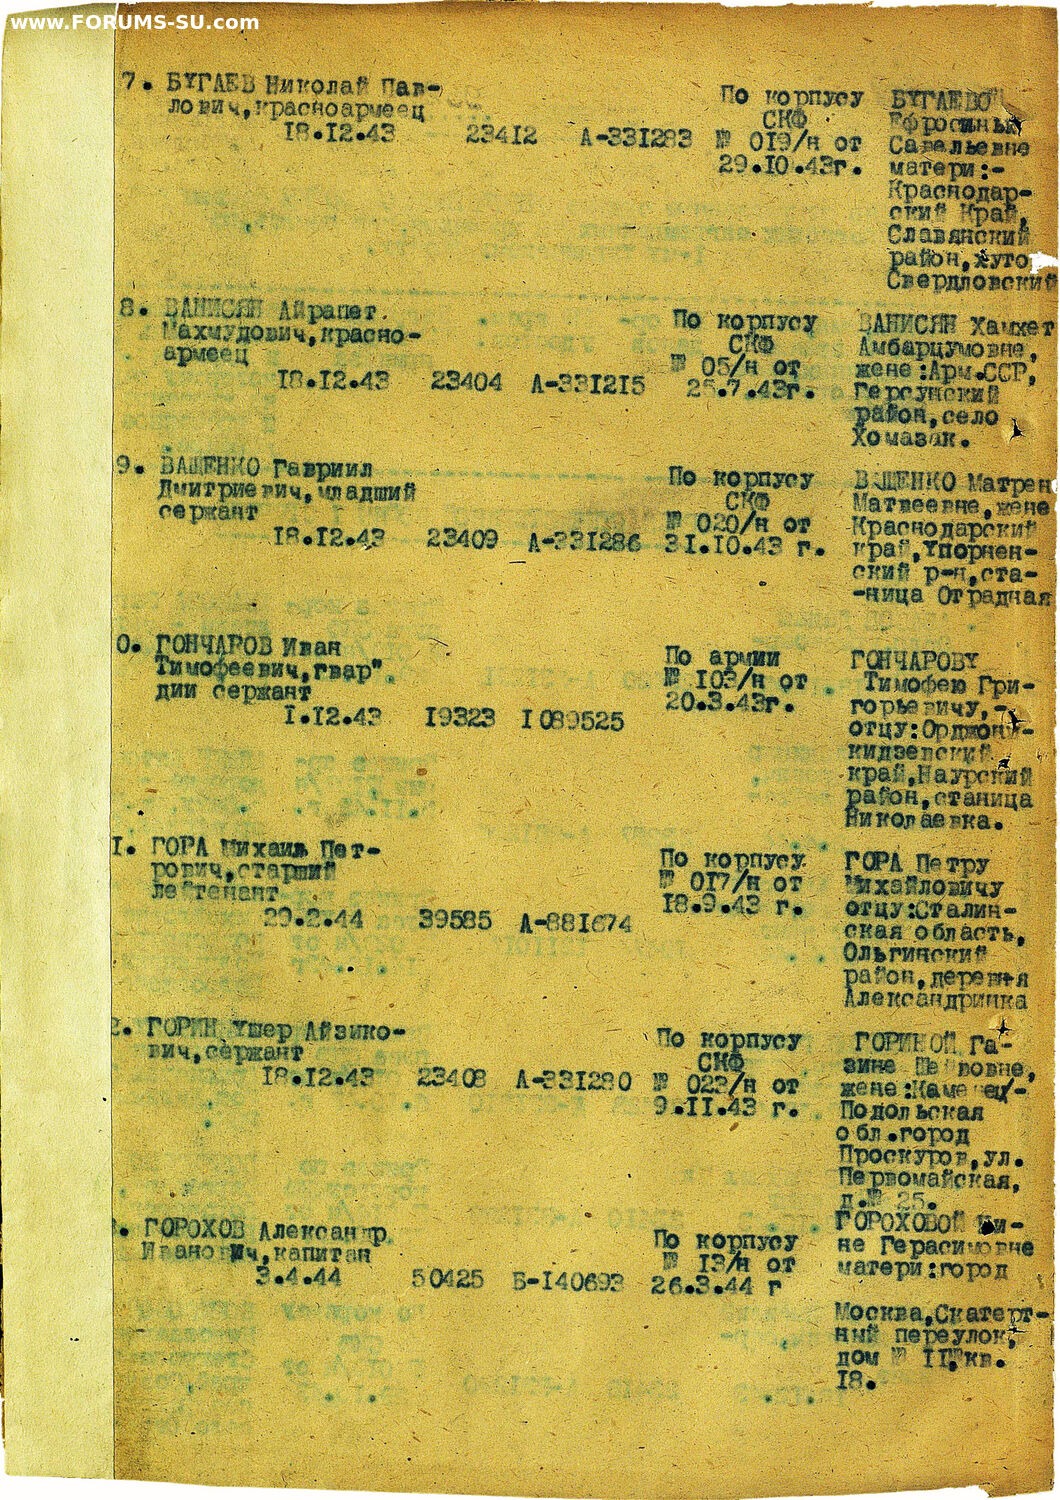 www.FORUMS-SU.com
7. БУГАЕВ Николай Пав-
лович,красноармеец
18.12.43 23412 А-331283
По корпусу
СКФ
№ 019/н от
29.10.43г.
БУГАЕВО
Ефросинье
Савельевне
матери:-
Краснодар-
ский Край,
Славянский
район,хуто
Свердловский
8. ВАНИСЯН Айрапет
Махмудович,красно-
армеец
18.12.43 23404 А-331215
По корпусу
СКФ
№ 05/н от
25.7.43г.
ВАНИСЯН Хамхет
Амбарцумовне,
жене:Арм.ССР,
район,село
Хомазак.
9. ВАЩЕНКО Гавриил
Дмитриевич,младший
сержант
18.12.43 23409 А-331286
По корпусу
СКФ
№ 020/н от
31.10.43 г.
ВАЩЕНКО Матрен
Матвеевне,жене
Краснодарский
край,Упорнен-
ский р-н,ста-
-ница Отрадная
0. ГОНЧАРОВ Иван
Тимофеевич,гвар"
дии сержант
1.12.43 19323 1089525
По армии
№ 103/н от
20.3.43г.
ГОНЧАРОВУ
Тимофею Гри-
горьевичу,-
отцу:Орджони-
кидзевский
край,Наурский
район,станица
Николаевка.
1. ГОРА Михаил Пет-
рович,старший
лейтенант
29.2.44 39585 А-881674
По корпусу
№ 017/н от
18.9.43 г.
ГОРА Петру
Михайловичу
отцу:Сталин-
ская область,
Ольгинский
район,деревня
Александринка
2. ГОРИН Ушер Айзико-
вич,сержант
18.12.43 23408 А-331280
По корпусу
СКФ
№ 023/н от
9.11.43 г.
ГОРИНОЙ Га-
зине
жене:Каменец-
Подольская
обл.город
Проскуров,ул.
Первомайская,
д.№ 25.
. ГОРОХОВ Александр
Иванович,капитан
3.4.44 50425 Б-140693
По корпусу
№ 13/н от
26.3.44 г
ГОРОХОВОЙ Ни-
не Герасимовне
матери:город
Москва,Скатерт-
ный переулок,
дом № 11,кв.
18.